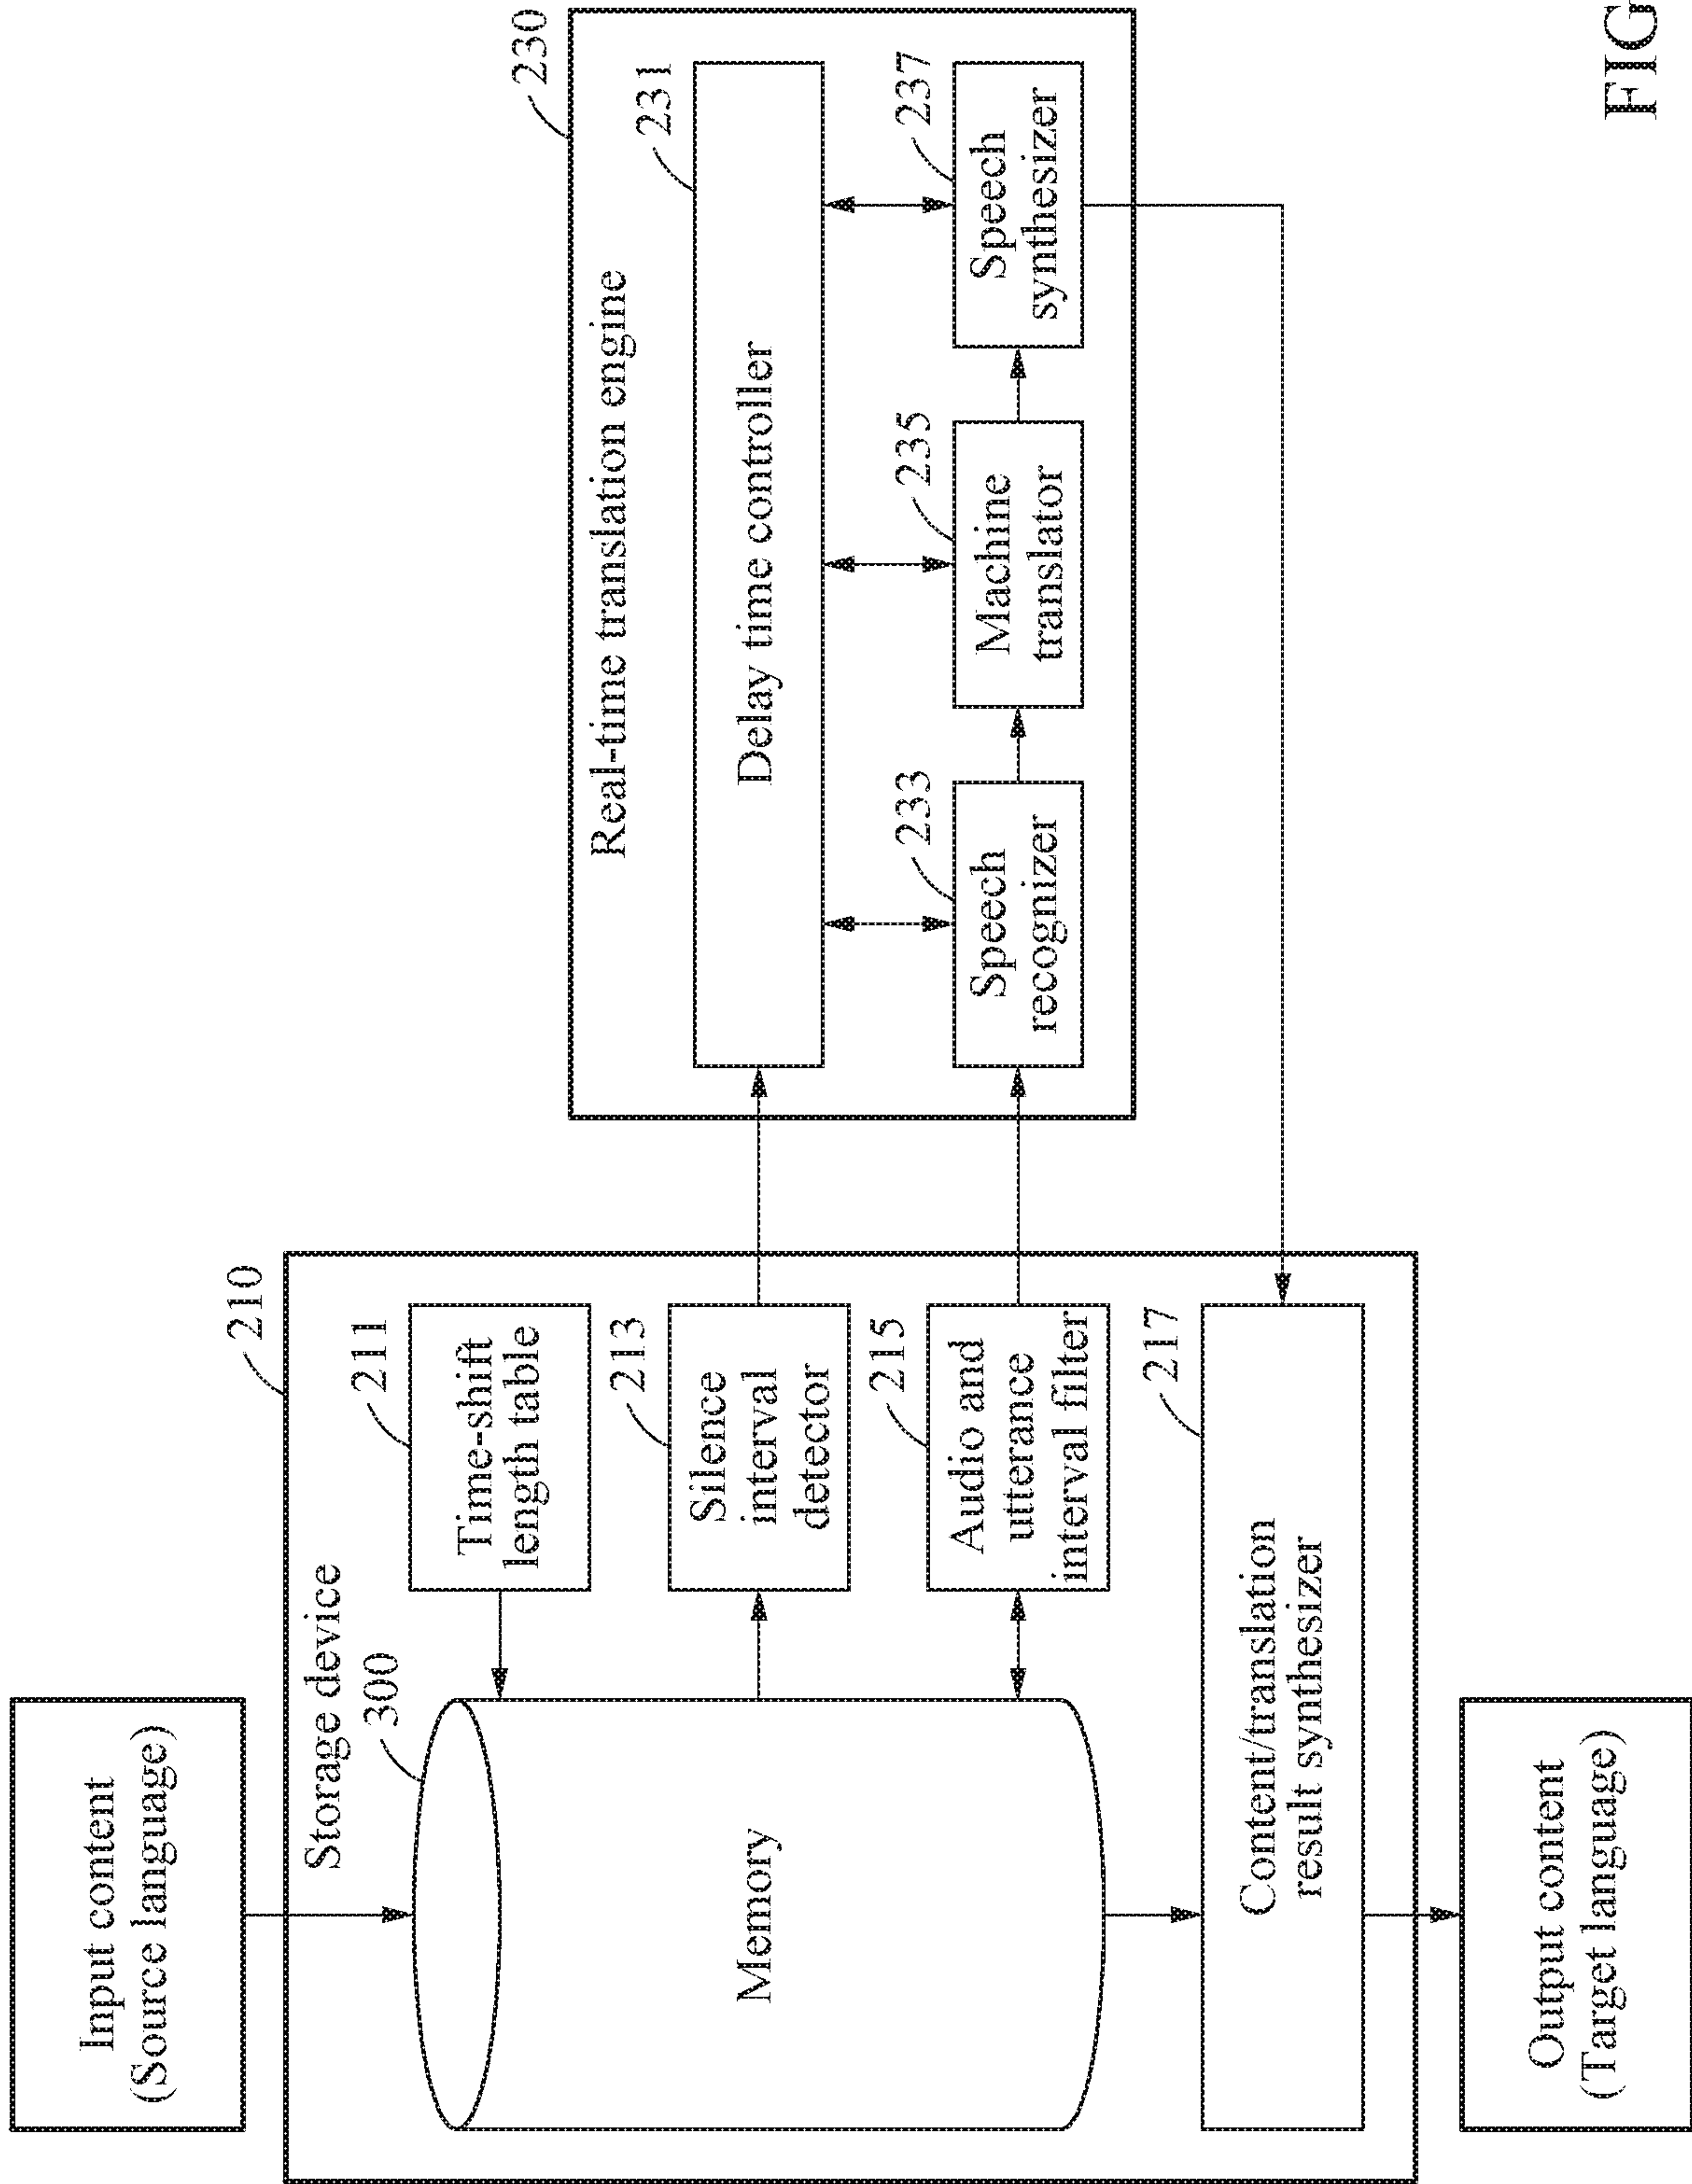 Input content
(Source language)
210
Storage device
300
Memory
211
Time-shift
length table
213
Silence
interval
detector
215
Audio and
utterance
interval filter
217
Content/translation
result synthesizer
Output content
(Target language)
230
Real-time translation engine
231
Delay time controller
233
Speech
recognizer
235
Machine
translator
237
Speech
synthesizer
FIG